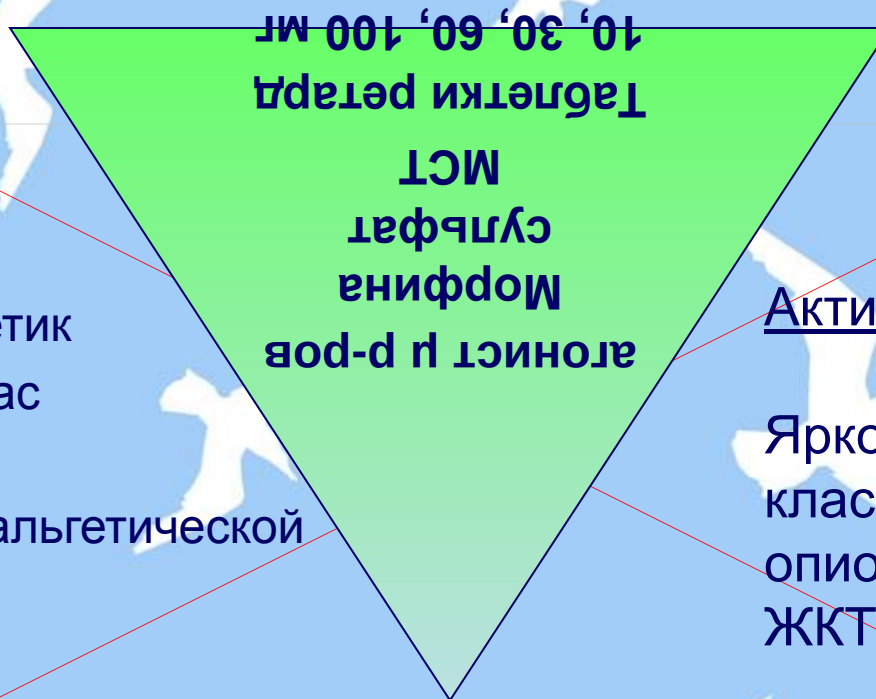 агонист μ р-ров
Морфина
сульфат
МСТ
Таблетки ретард
10, 30, 60, 100 мг
етик
ас
альгетической
Акти
Ярко
клас
опио
ЖКТ